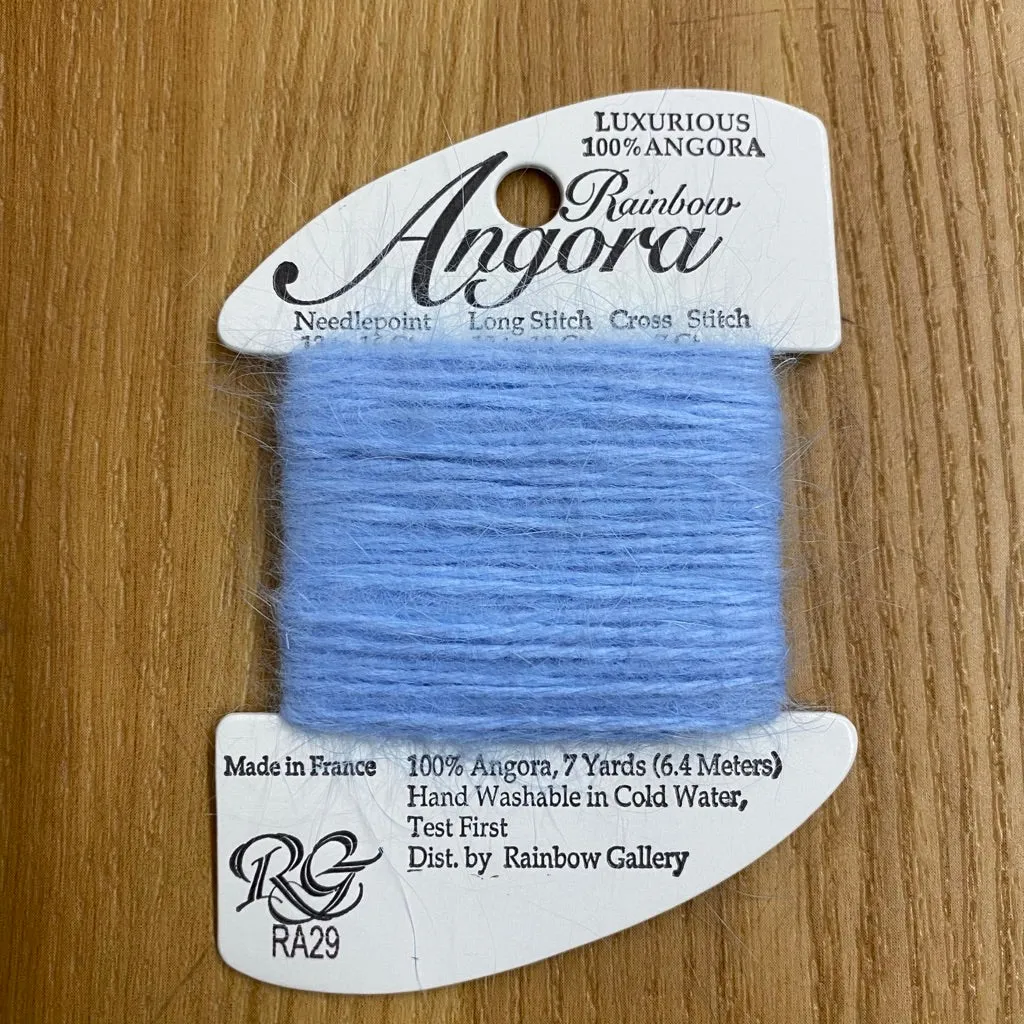 LUXURIOUS
100% ANGORA
Rainbow
Angora
Needlepoint Long Stitch Cross Stitch
Made in France
100% Angora, 7 Yards (6.4 Meters)
Hand Washable in Cold Water,
Test First
Dist. by Rainbow Gallery
RG
RA29